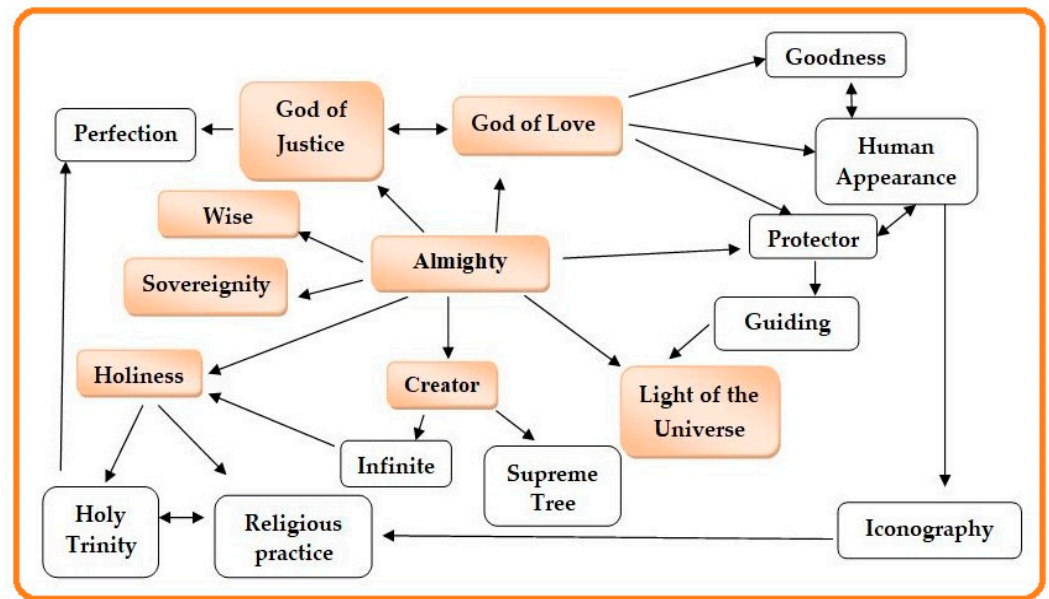 Goodness
God of
Justice
God of Love
Perfection
Human
Appearance
Wise
Protector
Almighty
Sovereignity
Guiding
Holiness
Creator
Light of the
Universe
Infinite
Supreme
Tree
Holy
Trinity
Religious
practice
Iconography